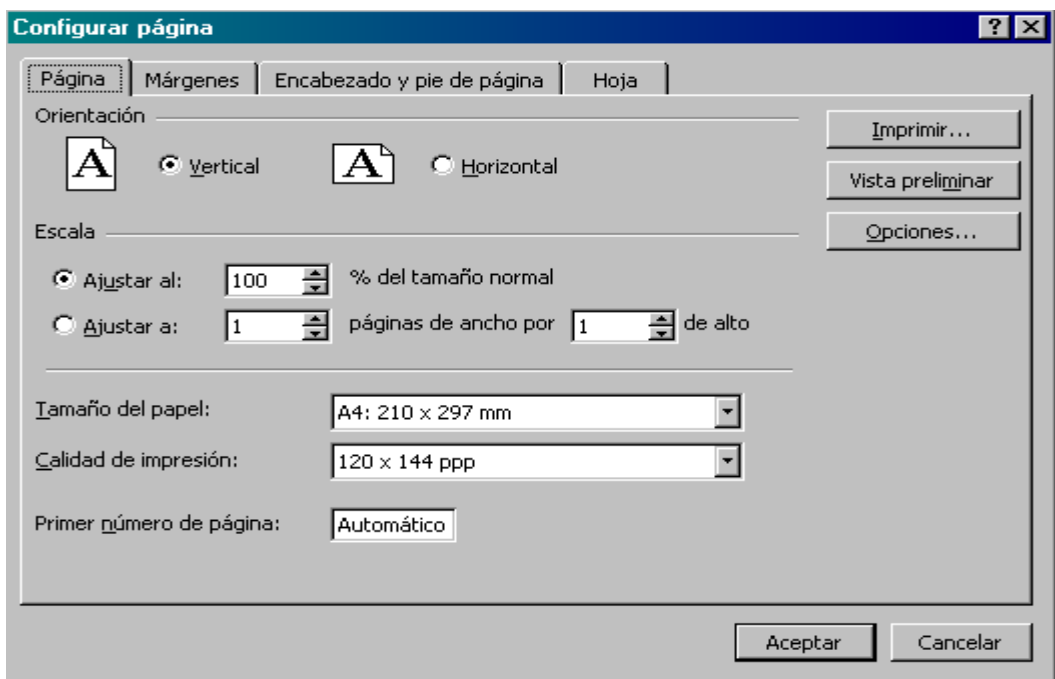 Configurar página
Página Márgenes Encabezado y pie de página Hoja
Orientación
Imprimir...
A Vertical A Horizontal
Vista preliminar
Escala
Opciones...
Ajustar al: 100 % del tamaño normal
Ajustar a: 1 páginas de ancho por 1 de alto
Tamaño del papel: A4: 210 x 297 mm
Calidad de impresión: 120 x 144 ppp
Primer número de página: Automático
Aceptar Cancelar